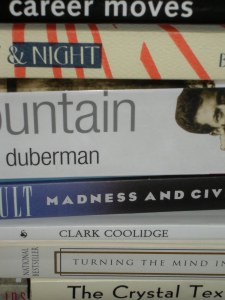 career moves
& NIGHT
untain
duberman
ULT MADNESS AND CIV
CLARK COOLIDGE
NATIONAL BESTSELLER
TURNING THE MIND IN
The Crystal Tex